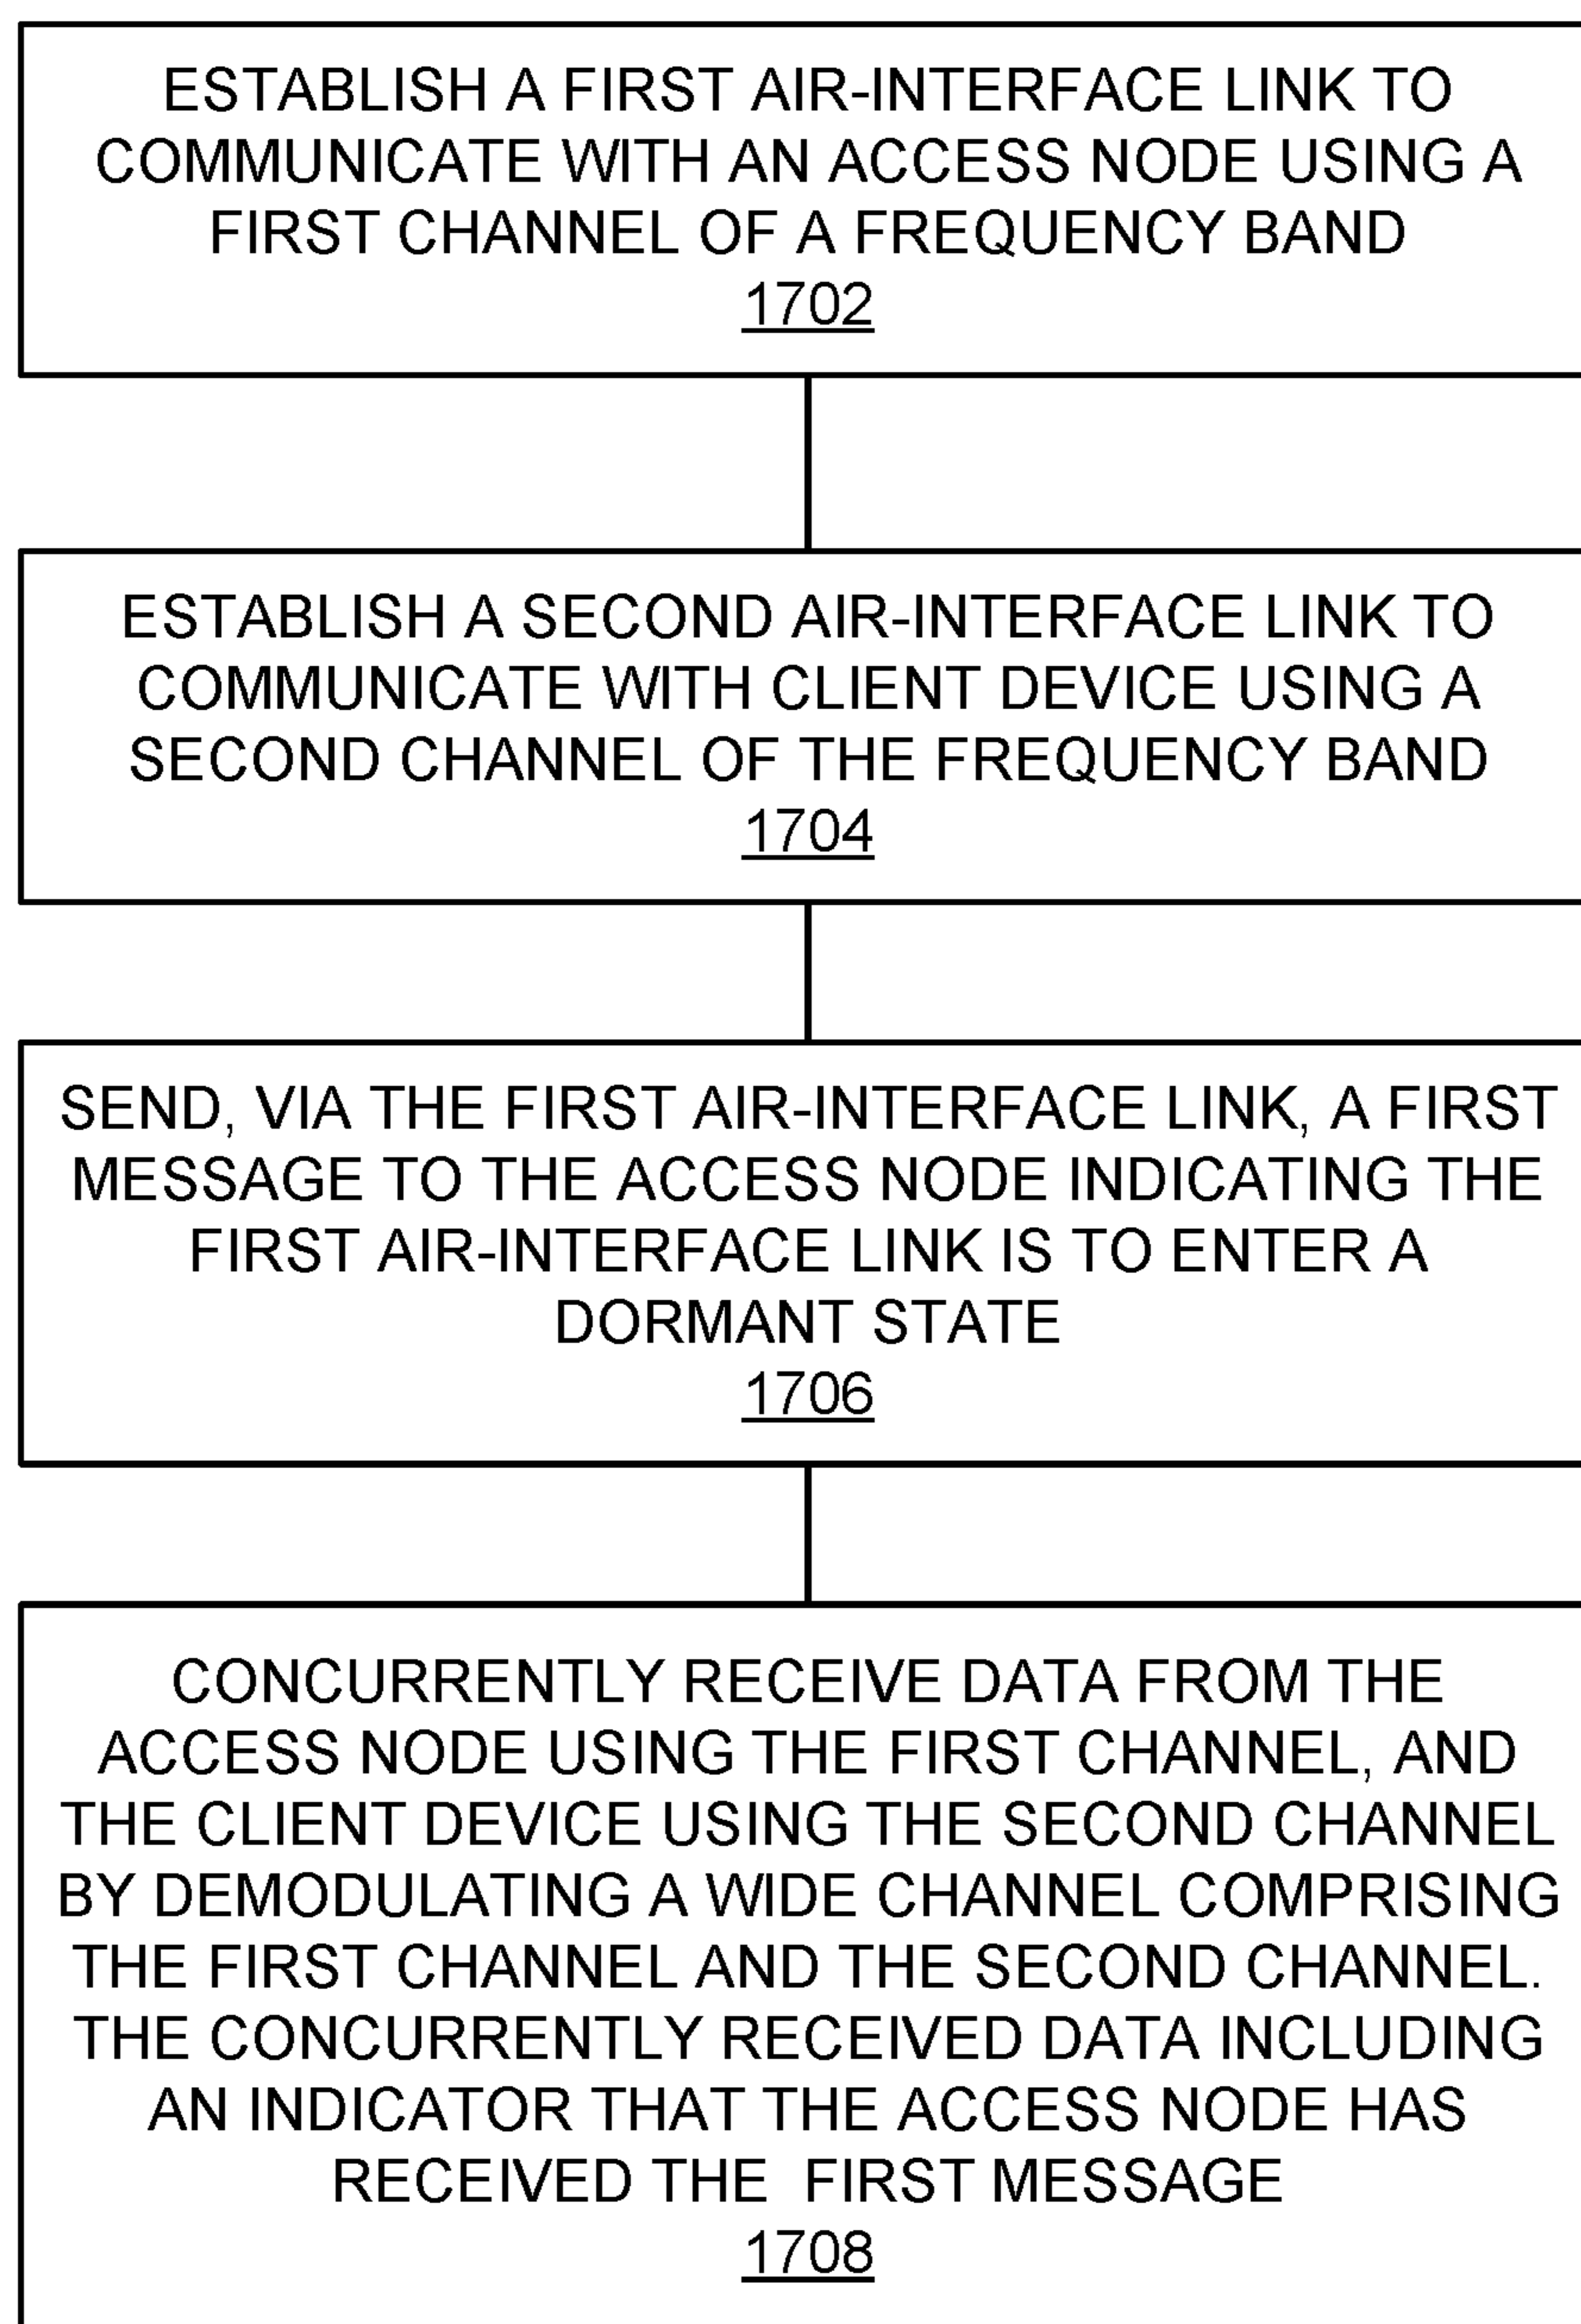 ESTABLISH A FIRST AIR-INTERFACE LINK TO
COMMUNICATE WITH AN ACCESS NODE USING A
FIRST CHANNEL OF A FREQUENCY BAND
1702
ESTABLISH A SECOND AIR-INTERFACE LINK TO
COMMUNICATE WITH CLIENT DEVICE USING A
SECOND CHANNEL OF THE FREQUENCY BAND
1704
SEND, VIA THE FIRST AIR-INTERFACE LINK, A FIRST
MESSAGE TO THE ACCESS NODE INDICATING THE
FIRST AIR-INTERFACE LINK IS TO ENTER A
DORMANT STATE
1706
CONCURRENTLY RECEIVE DATA FROM THE
ACCESS NODE USING THE FIRST CHANNEL, AND
THE CLIENT DEVICE USING THE SECOND CHANNEL
BY DEMODULATING A WIDE CHANNEL COMPRISING
THE FIRST CHANNEL AND THE SECOND CHANNEL.
THE CONCURRENTLY RECEIVED DATA INCLUDING
AN INDICATOR THAT THE ACCESS NODE HAS
RECEIVED THE FIRST MESSAGE
1708